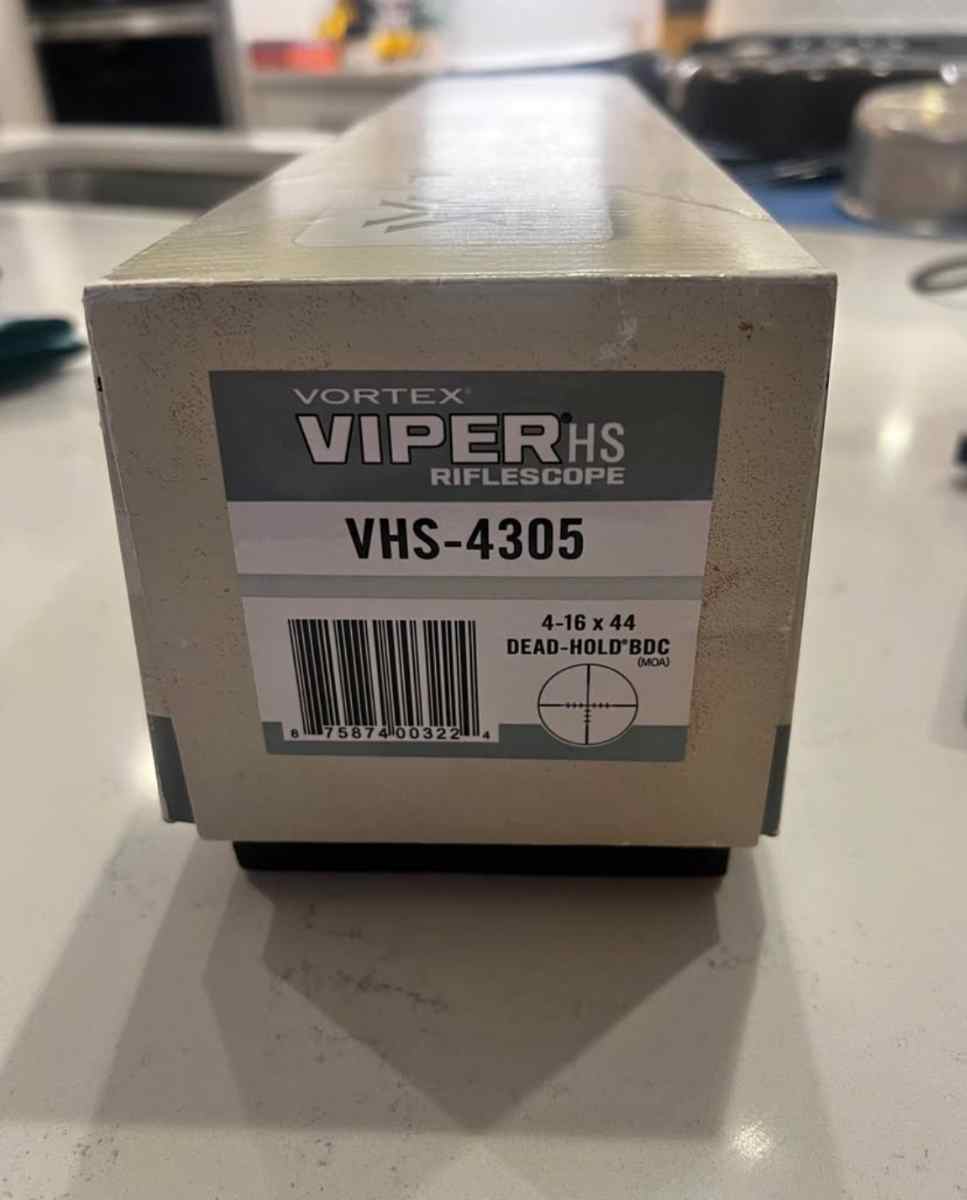 VORTEX®
VIPER® HS
RIFLESCOPE
VHS-4305
4-16 x 44
DEAD-HOLD® BDC
(MOA)
8 75874 00322 4